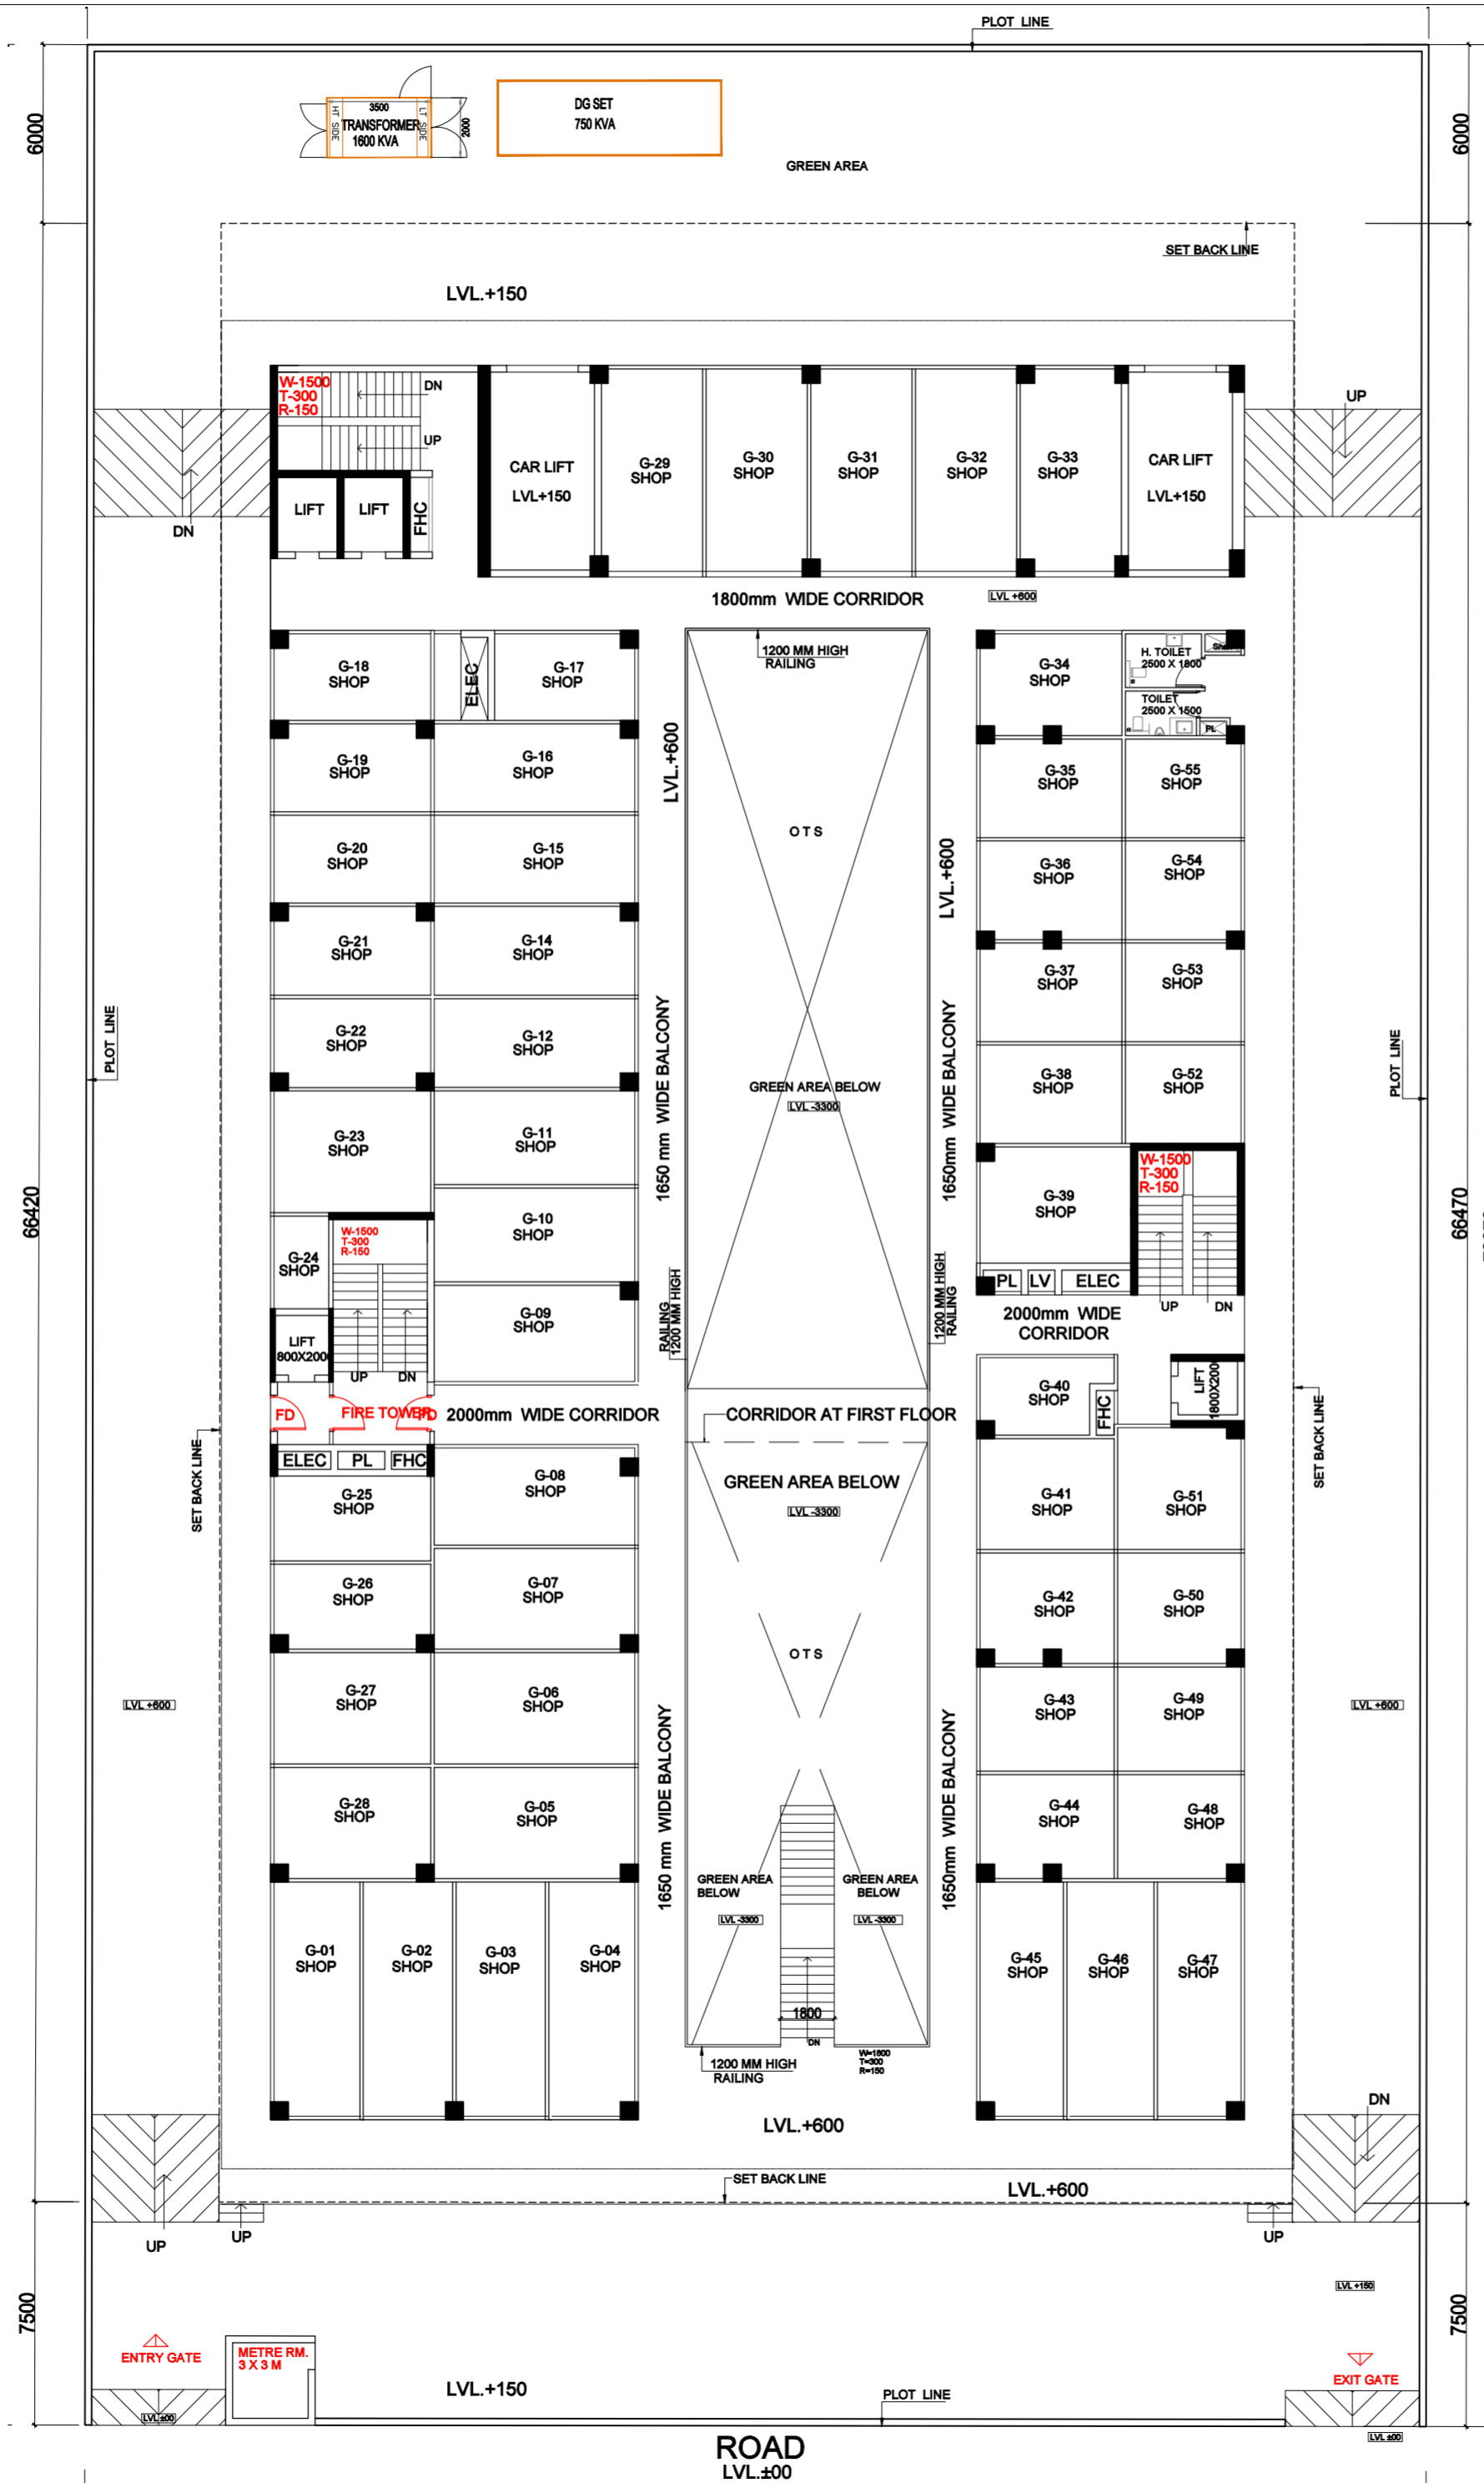 PLOT LINE
6000
6000
HT SIDE
3500
TRANSFORMER
1600 KVA
LT SIDE
2000
DG SET
750 KVA
GREEN AREA
SET BACK LINE
LVL.+150
W-1500
T-300
R-150
DN
UP
LIFT
LIFT
FHC
CAR LIFT
LVL+150
G-29
SHOP
G-30
SHOP
G-31
SHOP
G-32
SHOP
G-33
SHOP
CAR LIFT
LVL+150
UP
DN
1800mm WIDE CORRIDOR
LVL +600
G-18
SHOP
ELEC
G-17
SHOP
1200 MM HIGH
RAILING
G-34
SHOP
H. TOILET
2500 X 1800
TOILET
2500 X 1500
PL
G-19
SHOP
G-16
SHOP
LVL.+600
G-35
SHOP
G-55
SHOP
O T S
G-20
SHOP
G-15
SHOP
LVL.+600
G-36
SHOP
G-54
SHOP
G-21
SHOP
G-14
SHOP
G-37
SHOP
G-53
SHOP
PLOT LINE
G-22
SHOP
G-12
SHOP
1650 mm WIDE BALCONY
GREEN AREA BELOW
LVL -3300
1650mm WIDE BALCONY
G-38
SHOP
G-52
SHOP
PLOT LINE
G-23
SHOP
G-11
SHOP
W-1500
T-300
R-150
G-39
SHOP
66420
66470
G-24
SHOP
W-1500
T-300
R-150
G-10
SHOP
PL
LV
ELEC
UP
DN
G-09
SHOP
RAILING
1200 MM HIGH
1200 MM HIGH
RAILING
2000mm WIDE
CORRIDOR
LIFT
800X200
UP
DN
G-40
SHOP
FHC
LIFT
1800X200
FD
FIRE TOWER
FD
2000mm WIDE CORRIDOR
CORRIDOR AT FIRST FLOOR
SET BACK LINE
SET BACK LINE
ELEC
PL
FHC
G-25
SHOP
G-08
SHOP
GREEN AREA BELOW
LVL -3300
G-41
SHOP
G-51
SHOP
G-26
SHOP
G-07
SHOP
G-42
SHOP
G-50
SHOP
O T S
G-27
SHOP
G-06
SHOP
G-43
SHOP
G-49
SHOP
LVL +600
LVL +600
1650 mm WIDE BALCONY
1650mm WIDE BALCONY
G-28
SHOP
G-05
SHOP
G-44
SHOP
G-48
SHOP
GREEN AREA
BELOW
LVL -3300
GREEN AREA
BELOW
LVL -3300
G-01
SHOP
G-02
SHOP
G-03
SHOP
G-04
SHOP
G-45
SHOP
G-46
SHOP
G-47
SHOP
1800
DN
W=1800
T=300
R=150
1200 MM HIGH
RAILING
LVL.+600
DN
SET BACK LINE
LVL.+600
UP
UP
UP
LVL +150
7500
7500
ENTRY GATE
METRE RM.
3 X 3 M
EXIT GATE
LVL.+150
PLOT LINE
LVL ±00
LVL ±00
ROAD
LVL.±00